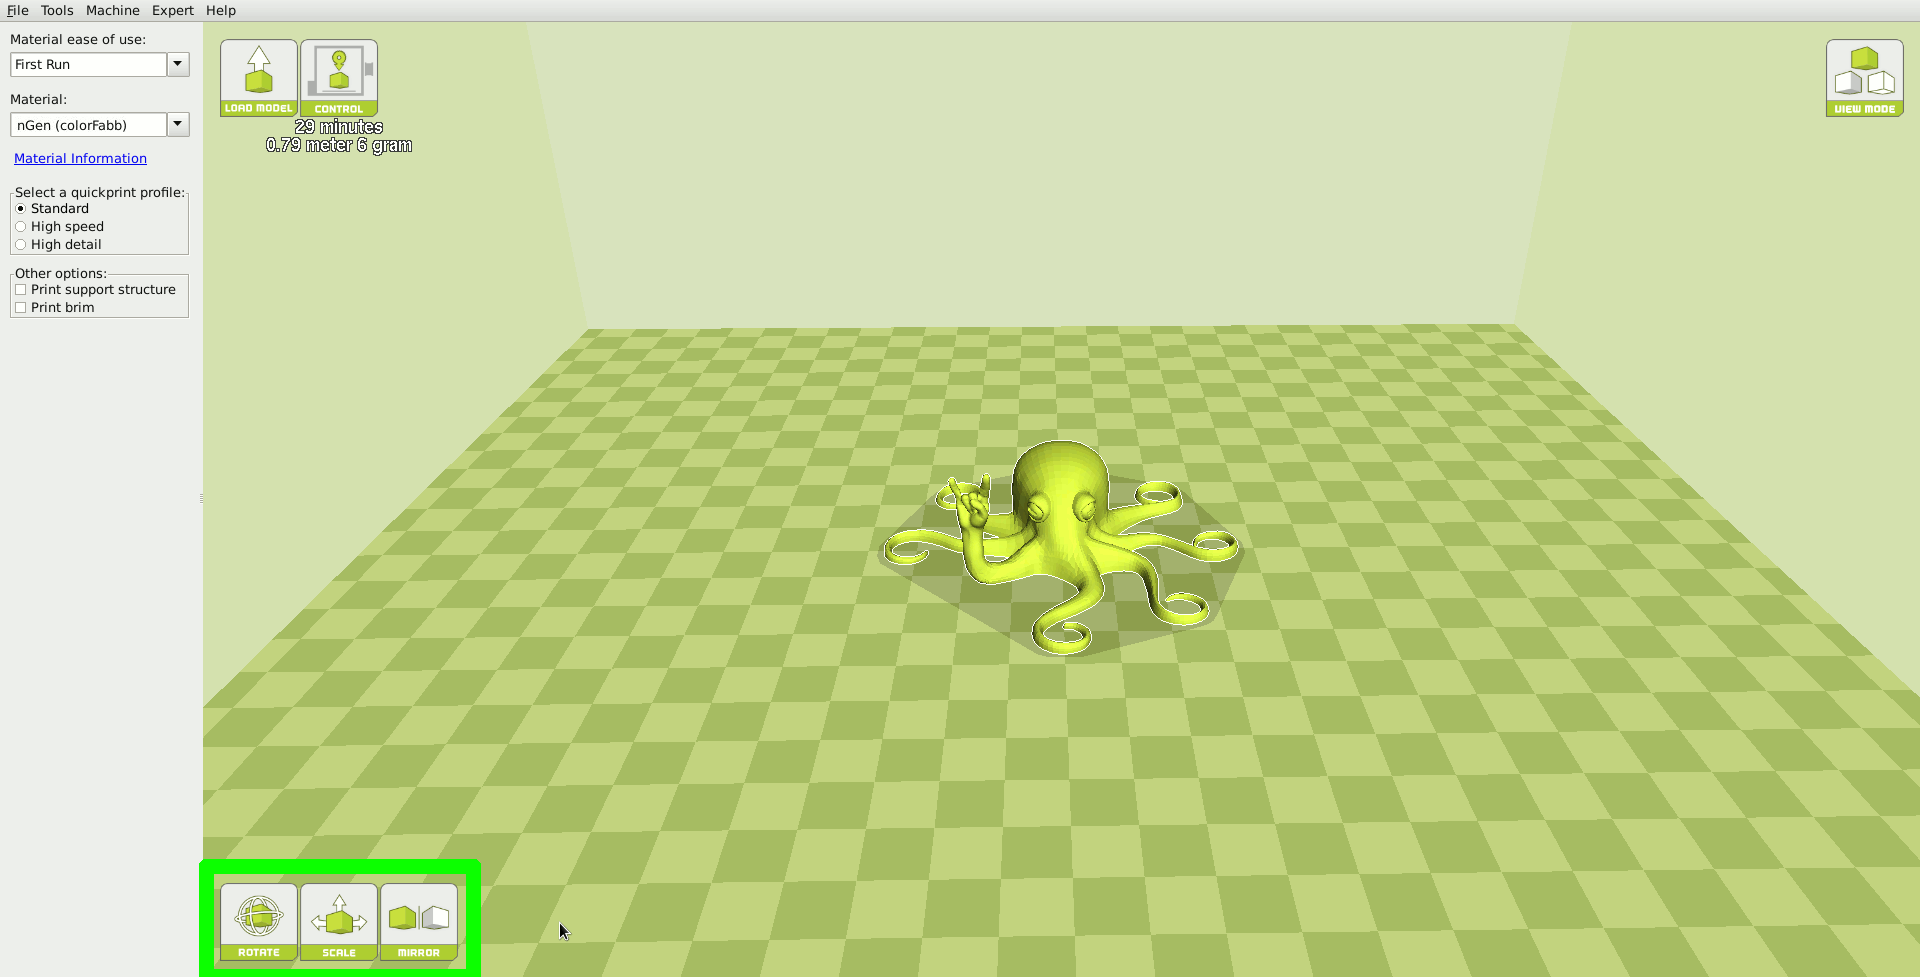 File Tools Machine Expert Help
Material ease of use:
First Run
Material:
nGen (colorFabb)
Material Information
Select a quickprint profile:
Standard
High speed
High detail
Other options:
Print support structure
Print brim
LOAD MODEL
CONTROL
29 minutes
0.79 meter 6 gram
VIEW MODE
ROTATE
SCALE
MIRROR